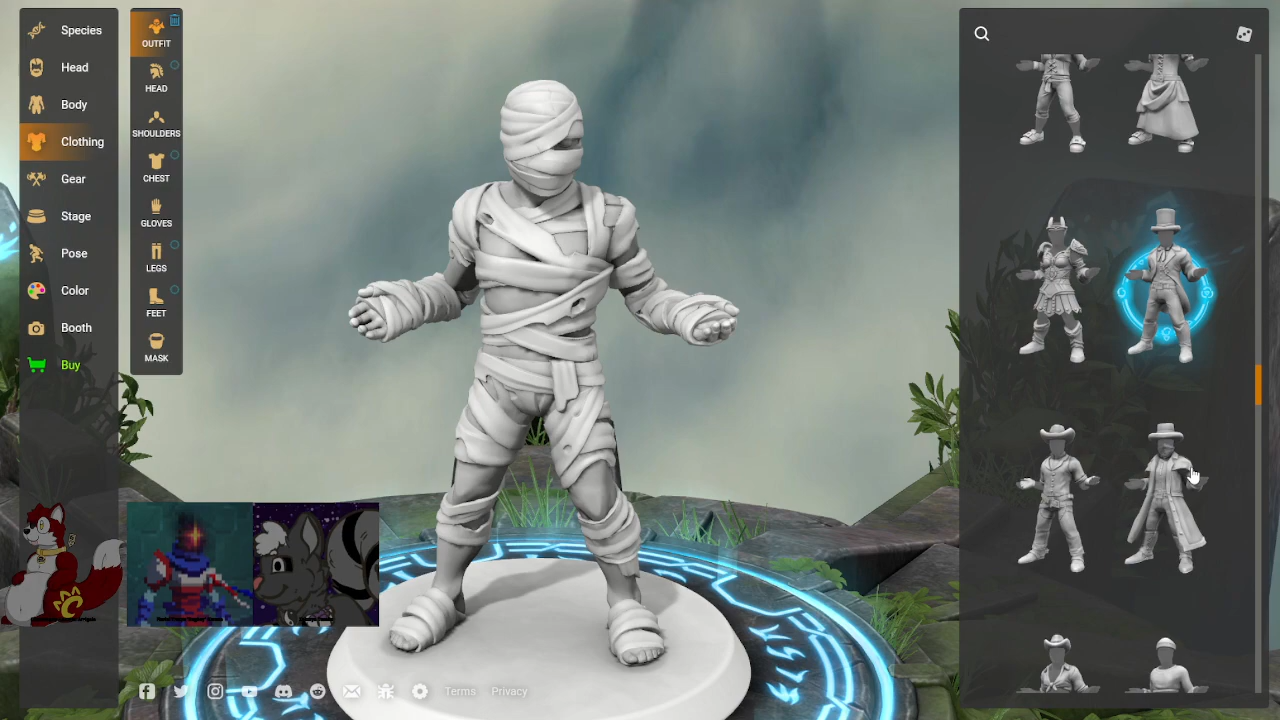 Species
Head
Body
Clothing
Gear
Stage
Pose
Color
Booth
Buy
OUTFIT
HEAD
SHOULDERS
CHEST
GLOVES
LEGS
FEET
MASK
Terms
Privacy